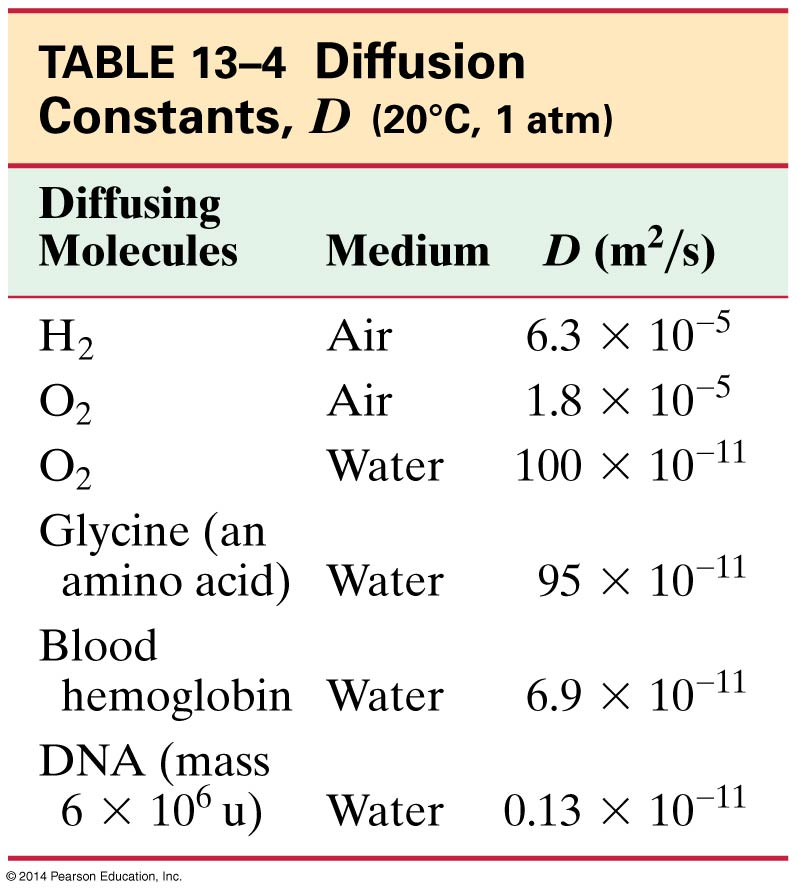 TABLE 13–4 Diffusion
Constants, D (20°C, 1 atm)
Diffusing
Molecules Medium D (m²/s)
H₂ Air 6.3 × 10⁻⁵
O₂ Air 1.8 × 10⁻⁵
O₂ Water 100 × 10⁻¹¹
Glycine (an
amino acid) Water 95 × 10⁻¹¹
Blood
hemoglobin Water 6.9 × 10⁻¹¹
DNA (mass
6 × 10⁶ u) Water 0.13 × 10⁻¹¹
© 2014 Pearson Education, Inc.